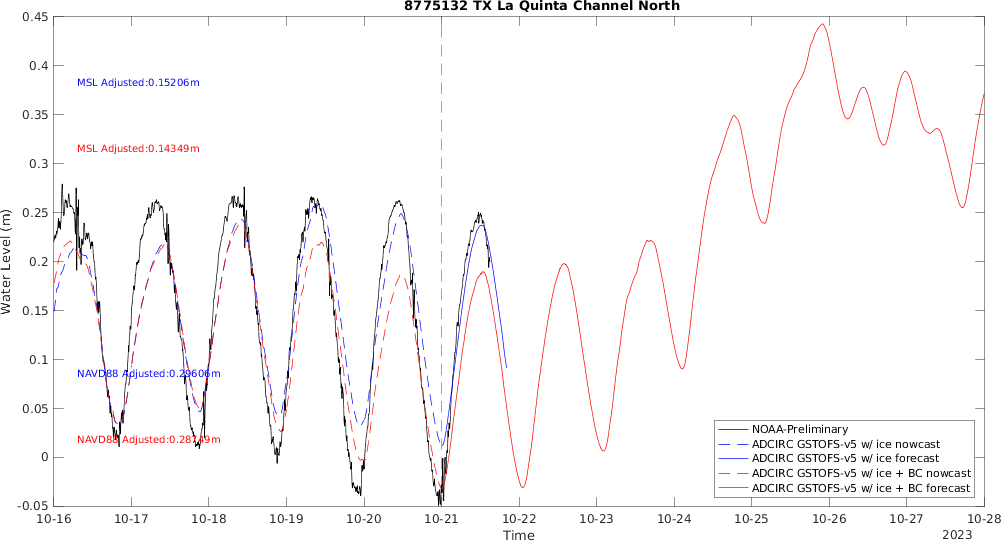 8775132 TX La Quinta Channel North
0.45
0.4
0.35
0.3
0.25
0.2
0.15
0.1
0.05
0
-0.05
Water Level (m)
MSL Adjusted:0.15206m
MSL Adjusted:0.14349m
NAVD88 Adjusted:0.29606m
NAVD88 Adjusted:0.28749m
NOAA-Preliminary
ADCIRC GSTOFS-v5 w/ ice nowcast
ADCIRC GSTOFS-v5 w/ ice forecast
ADCIRC GSTOFS-v5 w/ ice + BC nowcast
ADCIRC GSTOFS-v5 w/ ice + BC forecast
10-16 10-17 10-18 10-19 10-20 10-21 10-22 10-23 10-24 10-25 10-26 10-27 10-28
Time
2023